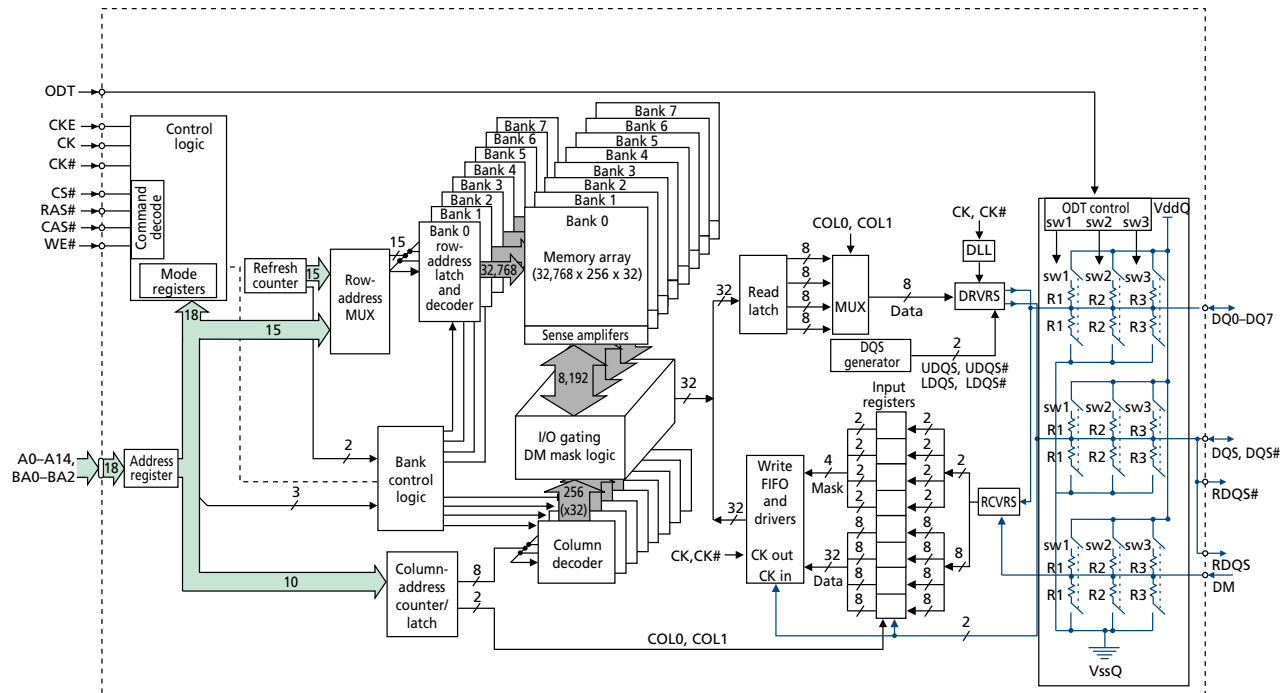 ODT
CKE
CK
CK#
CS#
RAS#
CAS#
WE#
Control
logic
Command
decode
Mode
registers
Refresh
counter
15
Row-
address
MUX
15
18
15
A0–A14,
BA0–BA2
18
Address
register
2
3
10
Bank
control
logic
Column-
address
counter/
latch
8
2
COL0, COL1
Bank 7
Bank 6
Bank 5
Bank 4
Bank 3
Bank 2
Bank 1
Bank 0
row-
address
latch
and
decoder
32,768
Bank 7
Bank 6
Bank 5
Bank 4
Bank 3
Bank 2
Bank 1
Bank 0
Memory array
(32,768 x 256 x 32)
Sense amplifers
8,192
I/O gating
DM mask logic
256
(x32)
Column
decoder
32
32
32
Read
latch
8
8
8
8
COL0, COL1
MUX
8
Data
CK, CK#
DLL
DRVRS
DQS
generator
2
UDQS, UDQS#
LDQS, LDQS#
Input
registers
Write
FIFO
and
drivers
CK out
CK in
CK,CK#
4
Mask
32
Data
2
2
2
2
8
8
8
8
2
2
2
2
8
8
8
8
2
8
RCVRS
2
ODT control
sw1 sw2 sw3
VddQ
sw1 sw2 sw3
R1 R2 R3
R1 R2 R3
sw1 sw2 sw3
R1 R2 R3
R1 R2 R3
sw1 sw2 sw3
R1 R2 R3
R1 R2 R3
VssQ
DQ0–DQ7
DQS, DQS#
RDQS#
RDQS
DM